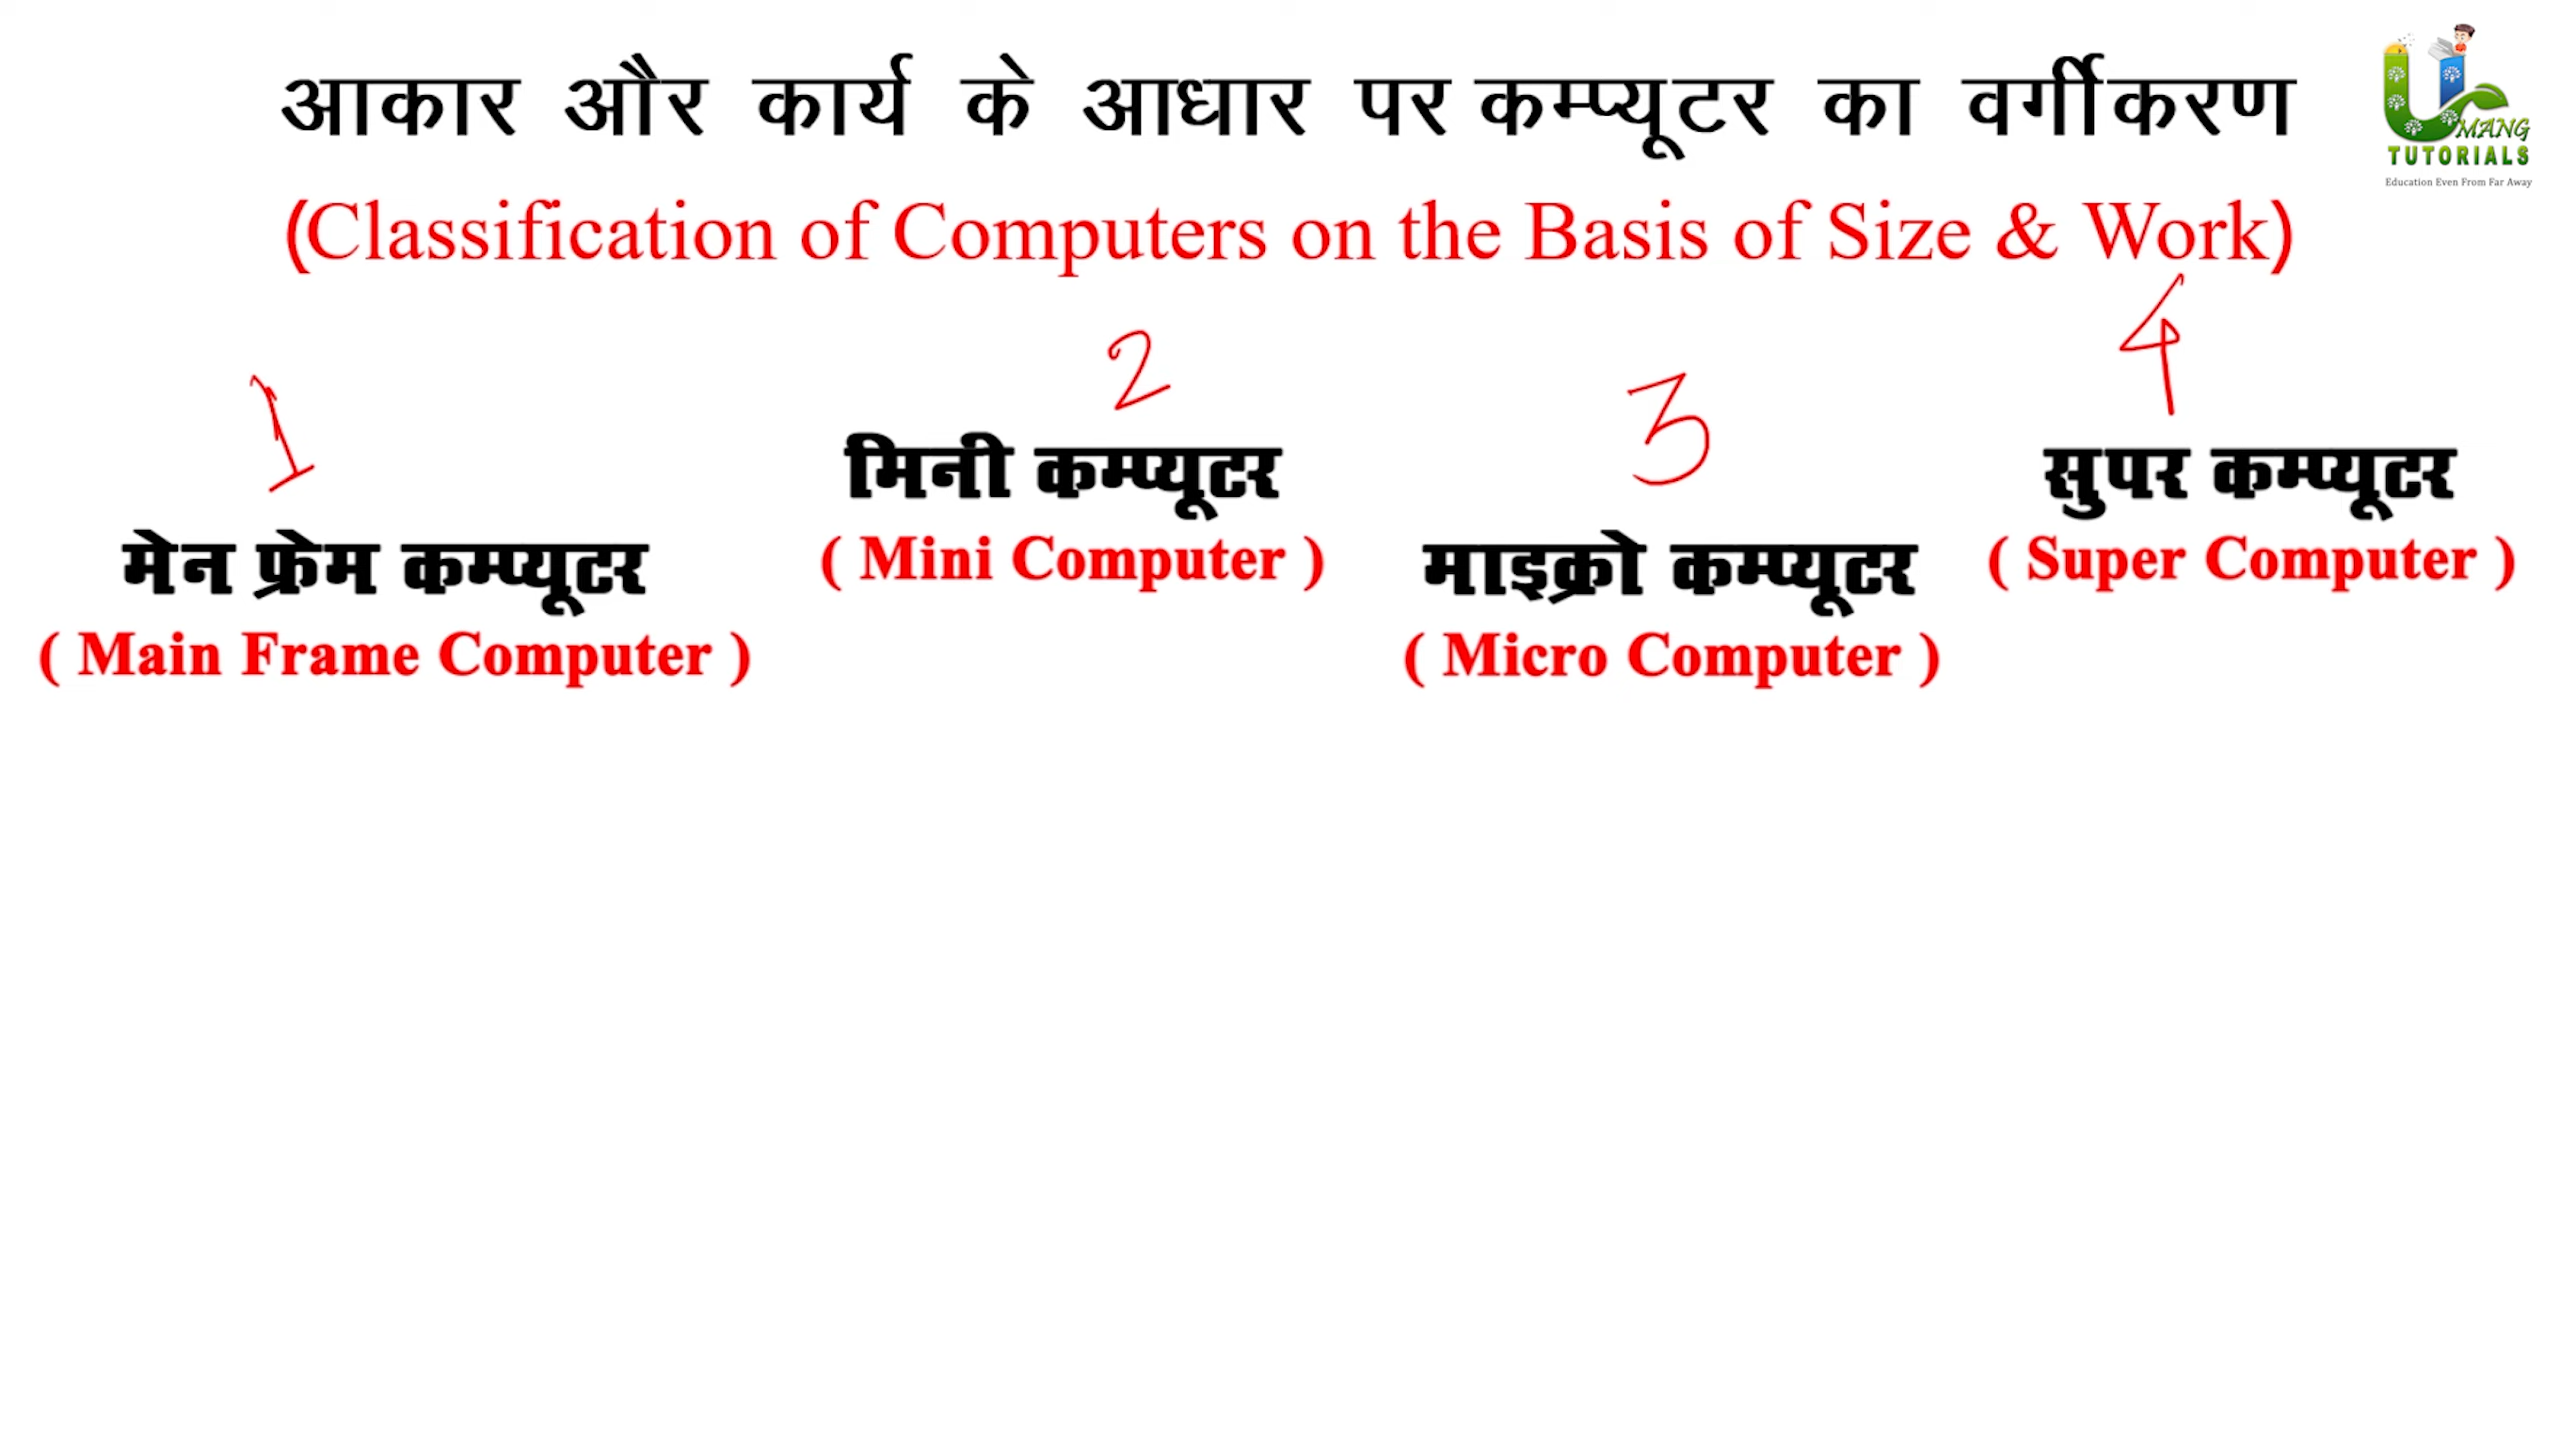 आकार और कार्य के आधार पर कम्प्यूटर का वर्गीकरण
(Classification of Computers on the Basis of Size & Work)
UMANG
TUTORIALS
Education Even From Far Away
1
मेन फ्रेम कम्प्यूटर
( Main Frame Computer )
2
मिनी कम्प्यूटर
( Mini Computer )
3
माइक्रो कम्प्यूटर
( Micro Computer )
4
सुपर कम्प्यूटर
( Super Computer )